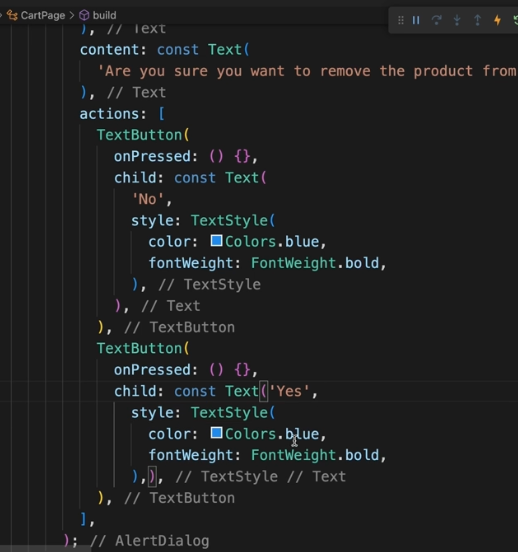 CartPage > build
), // Text
content: const Text(
'Are you sure you want to remove the product from
), // Text
actions: [
TextButton(
onPressed: () {},
child: const Text(
'No',
style: TextStyle(
color: Colors.blue,
fontWeight: FontWeight.bold,
), // TextStyle
), // Text
), // TextButton
TextButton(
onPressed: () {},
child: const Text('Yes',
style: TextStyle(
color: Colors.blue,
fontWeight: FontWeight.bold,
),), // TextStyle // Text
), // TextButton
],
); // AlertDialog